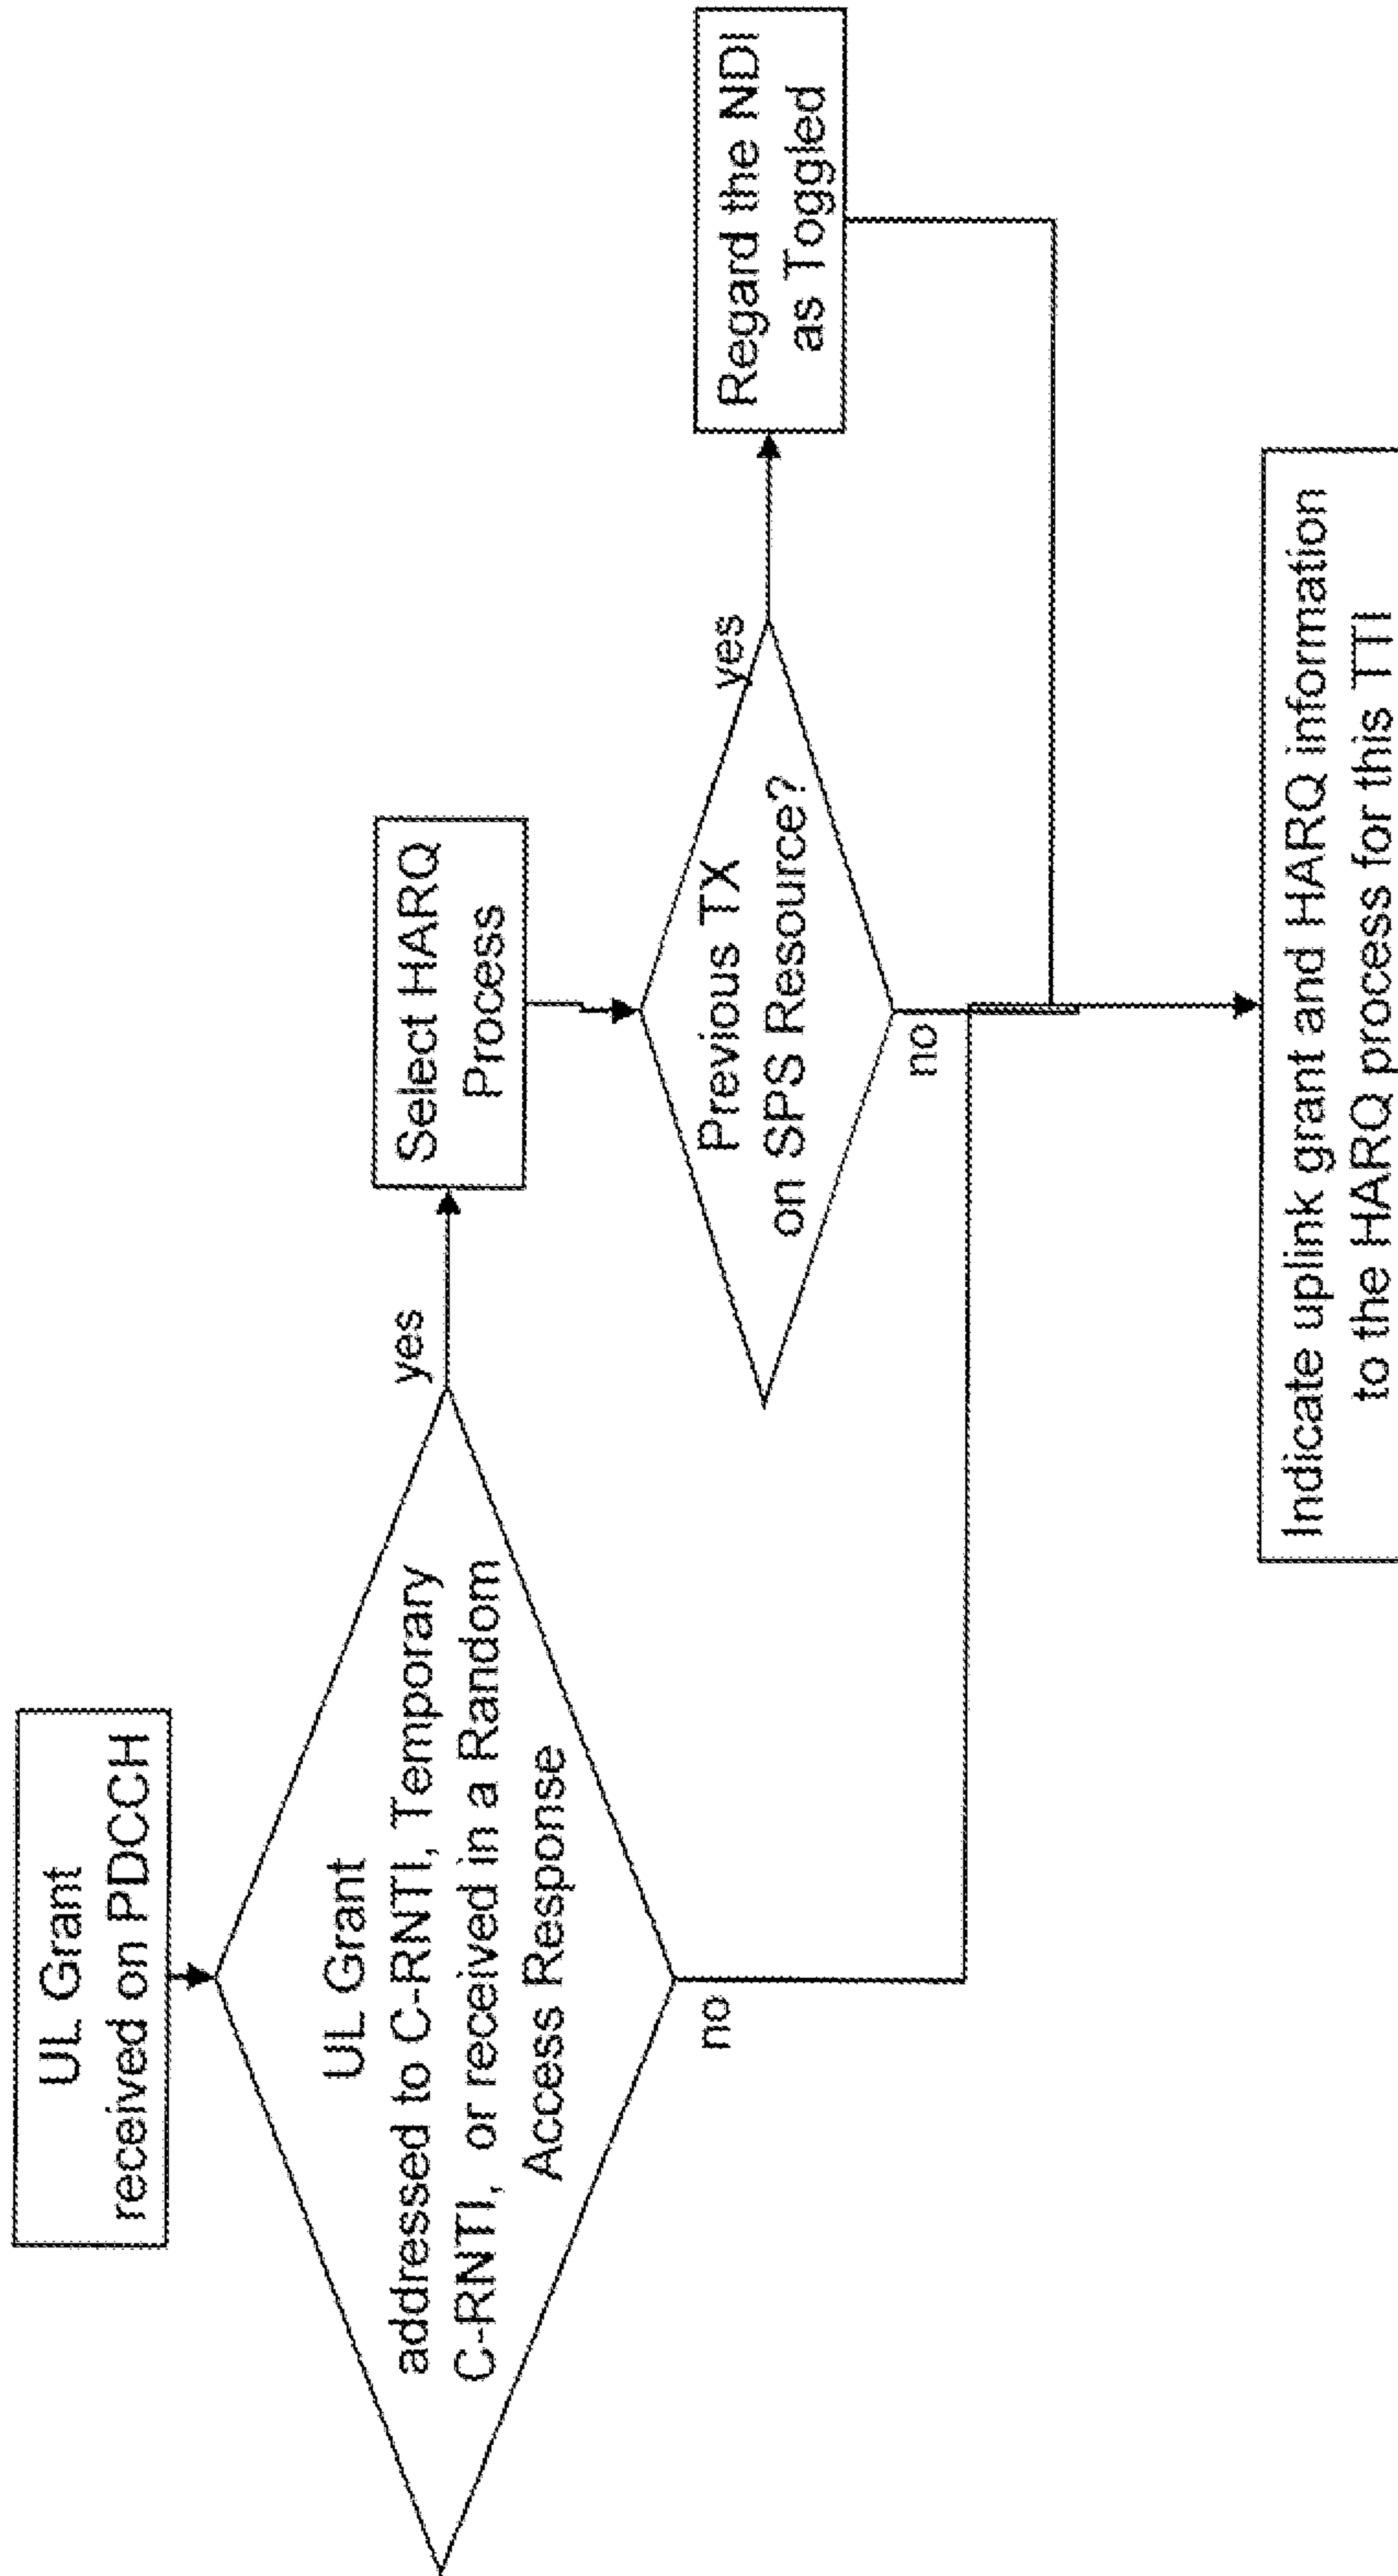 UL Grant
received on PDCCH
UL Grant
addressed to C-RNTI, Temporary
C-RNTI, or received in a Random
Access Response
yes
no
Select HARQ
Process
Previous TX
on SPS Resource?
yes
no
Regard the NDI
as Toggled
Indicate uplink grant and HARQ information
to the HARQ process for this TTI